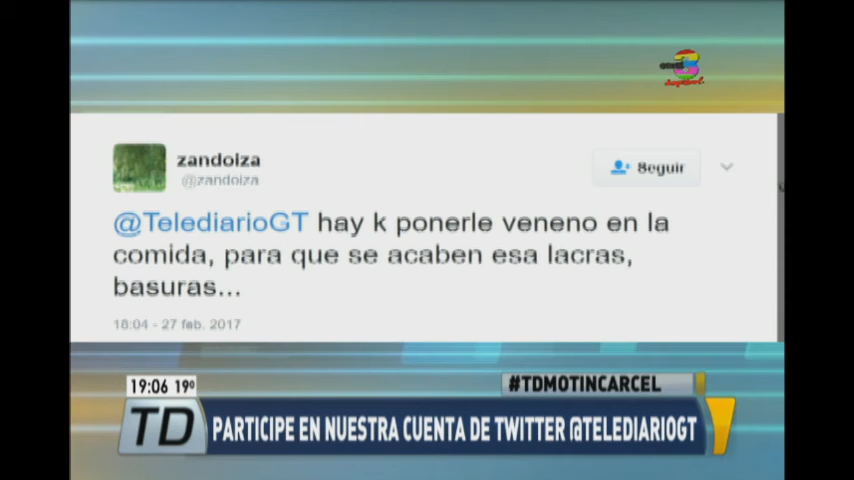 zandoiza
@zandoiza
Seguir
@TelediarioGT hay k ponerle veneno en la
comida, para que se acaben esa lacras,
basuras...
18:04 - 27 feb. 2017
19:06 19º
#TDMOTINCARCEL
TD
PARTICIPE EN NUESTRA CUENTA DE TWITTER @TELEDIARIOGT